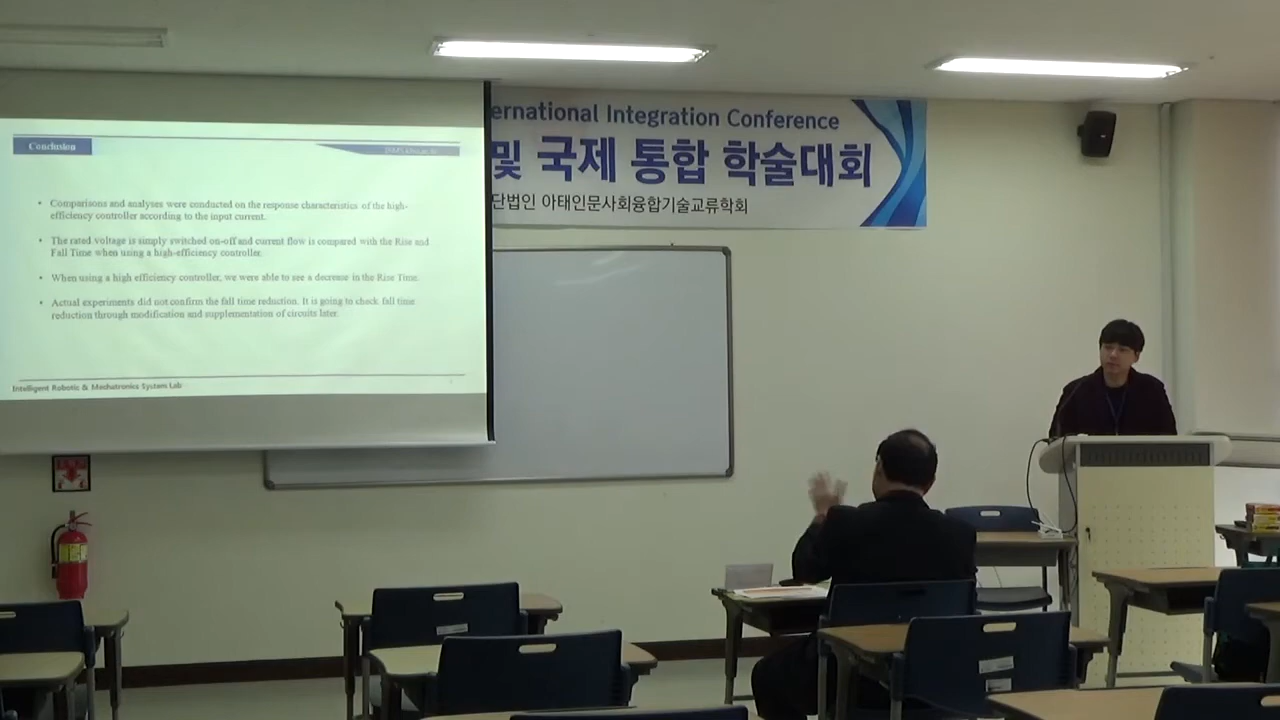 Conclusion
• Comparisons and analyses were conducted on the response characteristics of the high-
efficiency controller according to the input current.
• The rated voltage is simply switched on-off and current flow is compared with the Rise and
Fall Time when using a high-efficiency controller.
• When using a high efficiency controller, we were able to see a decrease in the Rise Time.
• Actual experiments did not confirm the fall time reduction. It is going to check fall time
reduction through modification and supplementation of circuits later.
Intelligent Robotic & Mechatronics System Lab
ernational Integration Conference
및 국제 통합 학술대회
단법인 아태인문사회융합기술교류학회